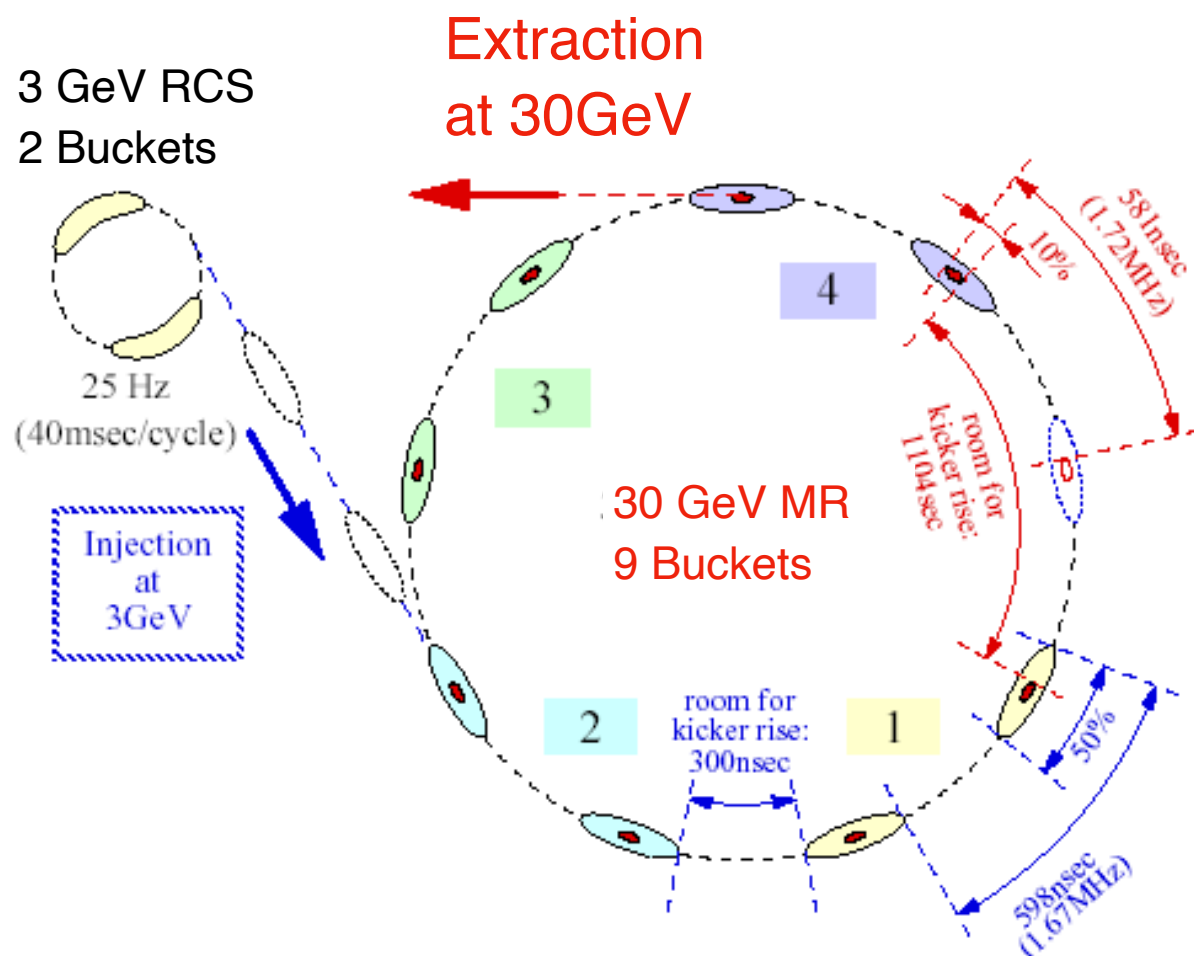 Extraction
at 30GeV
3 GeV RCS
2 Buckets
581nsec
(1.72MHz)
10%
4
3
25 Hz
(40msec/cycle)
room for
kicker rise:
1104sec
30 GeV MR
9 Buckets
Injection
at
3GeV
room for
kicker rise:
300nsec
2
1
50%
598nsec
(1.67MHz)